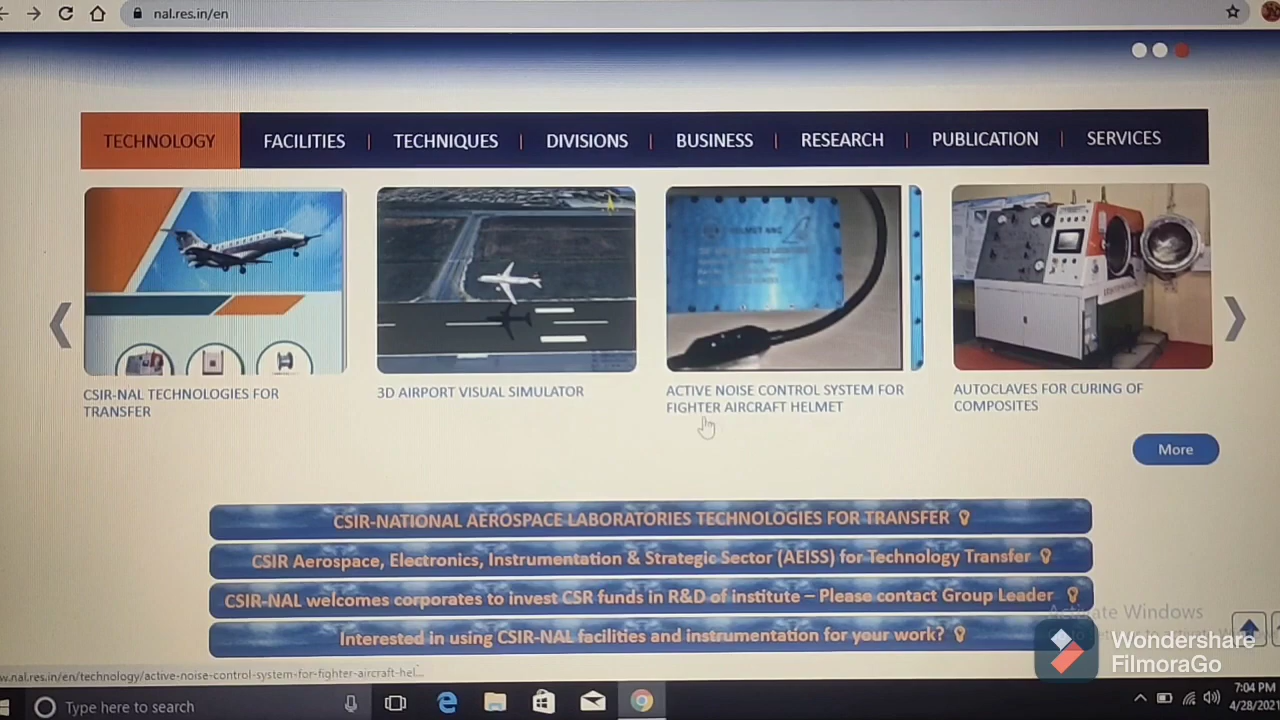 nal.res.in/en
TECHNOLOGY
FACILITIES
TECHNIQUES
DIVISIONS
BUSINESS
RESEARCH
PUBLICATION
SERVICES
CSIR-NAL TECHNOLOGIES FOR
TRANSFER
3D AIRPORT VISUAL SIMULATOR
HELMET ANC
ACTIVE NOISE CONTROL SYSTEM FOR
FIGHTER AIRCRAFT HELMET
AUTOCLAVES FOR CURING OF
COMPOSITES
More
CSIR-NATIONAL AEROSPACE LABORATORIES TECHNOLOGIES FOR TRANSFER
CSIR Aerospace, Electronics, Instrumentation & Strategic Sector (AEISS) for Technology Transfer
CSIR-NAL welcomes corporates to invest CSR funds in R&D of institute – Please contact Group Leader
Interested in using CSIR-NAL facilities and instrumentation for your work?
Activate Windows
Wondershare
FilmoraGo
w.nal.res.in/en/technology/active-noise-control-system-for-fighter-aircraft-hel...
Type here to search
7:04 PM
4/28/202